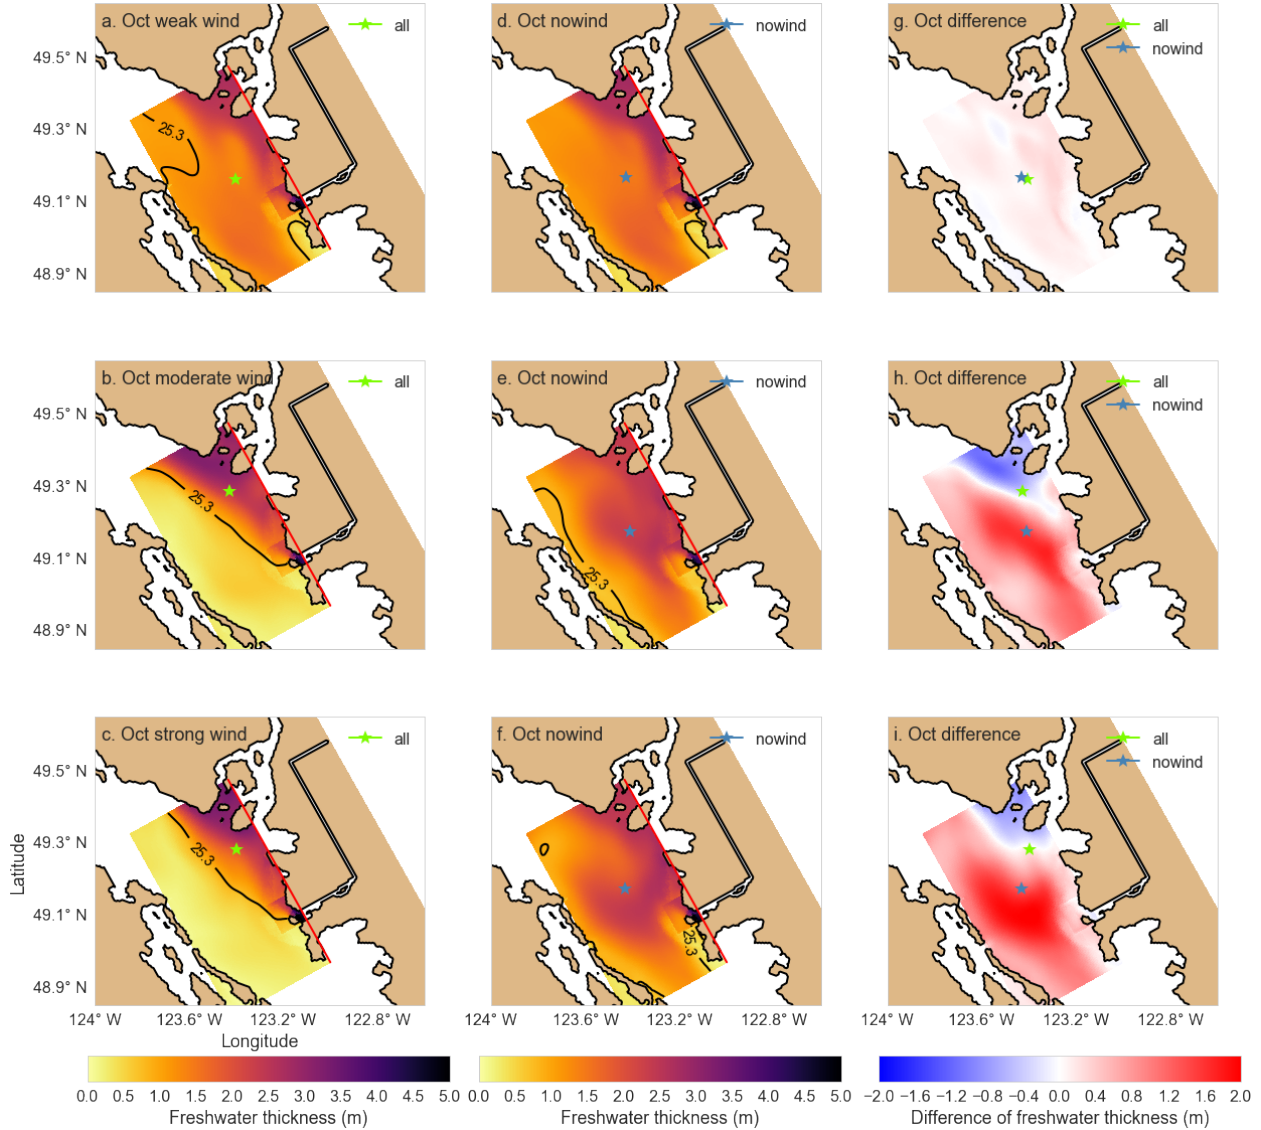 a. Oct weak wind
all
d. Oct nowind
nowind
g. Oct difference
all
nowind
49.5° N
49.3° N
49.1° N
48.9° N
25.3
b. Oct moderate wind
all
e. Oct nowind
nowind
h. Oct difference
all
nowind
49.5° N
49.3° N
49.1° N
48.9° N
25.3
25.3
c. Oct strong wind
all
f. Oct nowind
nowind
i. Oct difference
all
nowind
49.5° N
49.3° N
49.1° N
48.9° N
Latitude
25.3
25.3
124° W 123.6° W 123.2° W 122.8° W
124° W 123.6° W 123.2° W 122.8° W
124° W 123.6° W 123.2° W 122.8° W
Longitude
0.0 0.5 1.0 1.5 2.0 2.5 3.0 3.5 4.0 4.5 5.0
Freshwater thickness (m)
0.0 0.5 1.0 1.5 2.0 2.5 3.0 3.5 4.0 4.5 5.0
Freshwater thickness (m)
−2.0 −1.6 −1.2 −0.8 −0.4 0.0 0.4 0.8 1.2 1.6 2.0
Difference of freshwater thickness (m)